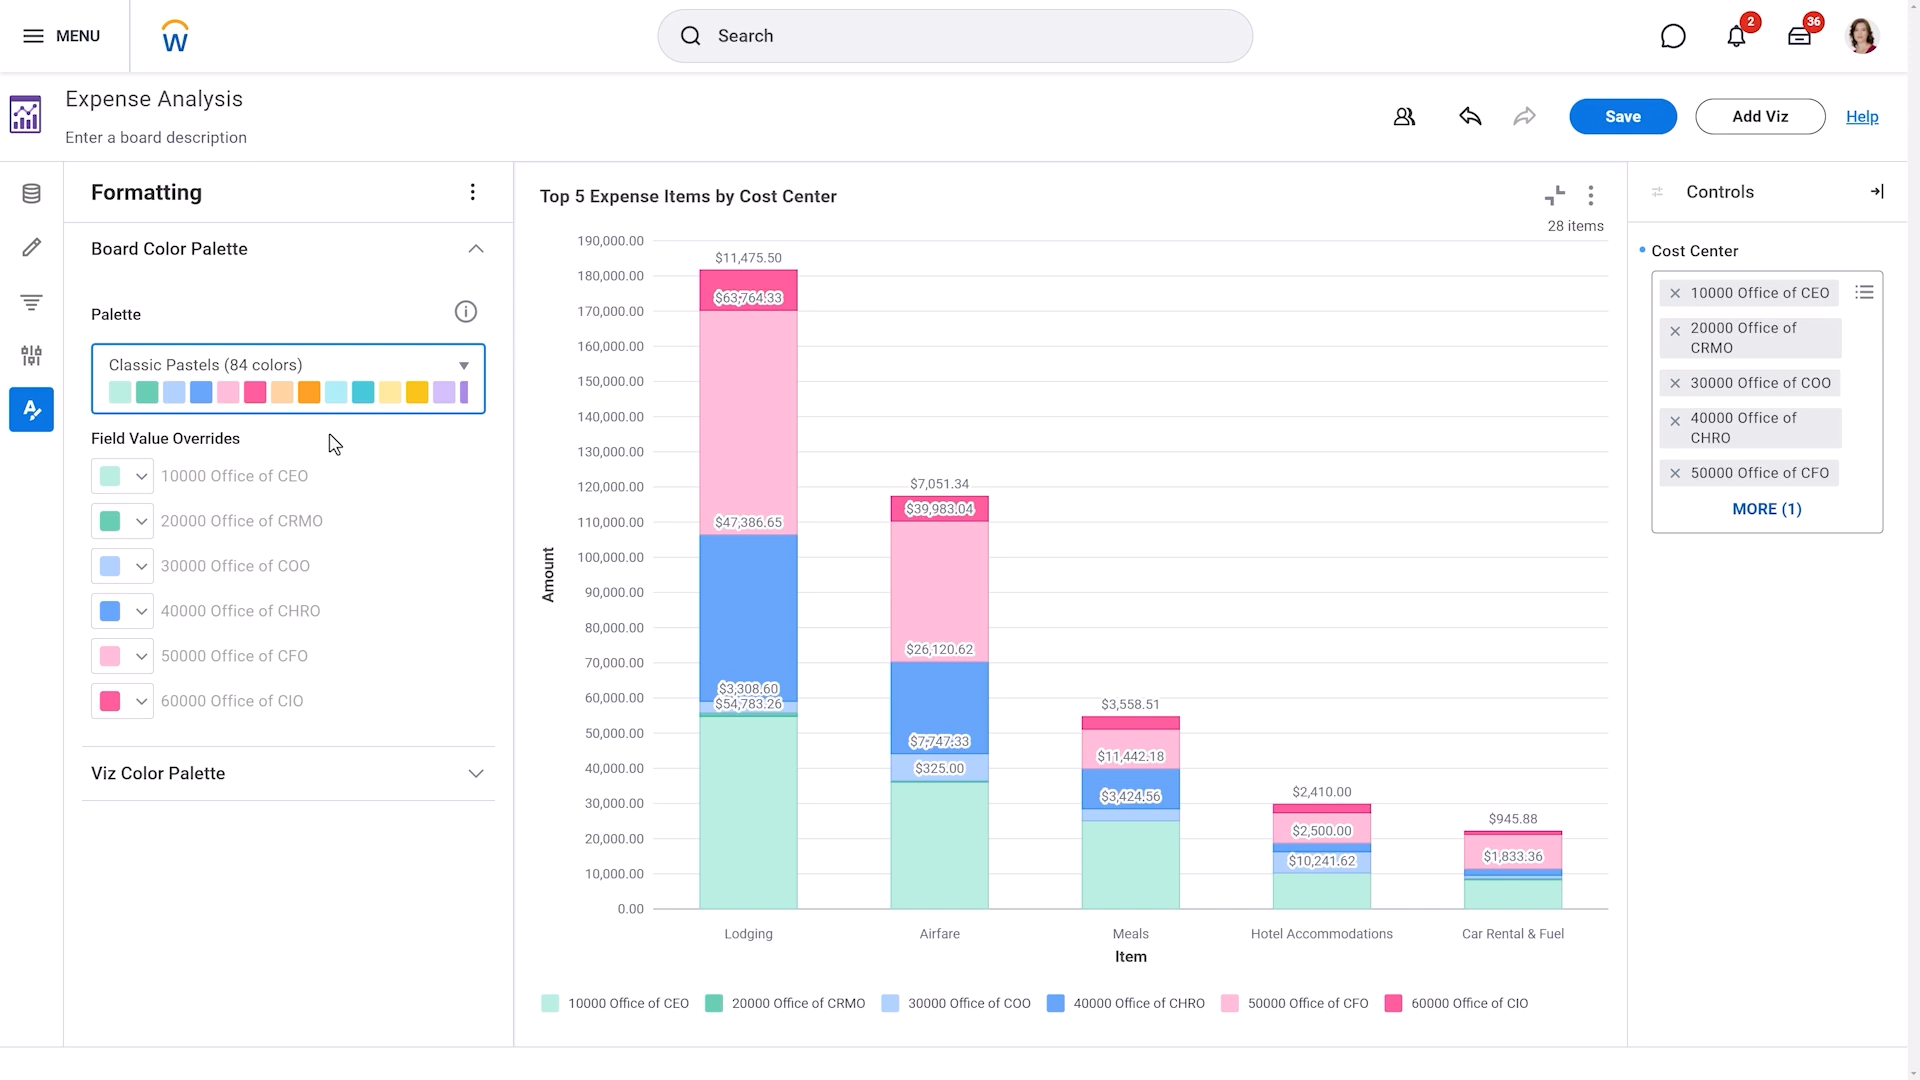 MENU
W
Search
2
36
Expense Analysis
Enter a board description
Save
Add Viz
Help
Formatting
Board Color Palette
Palette
Classic Pastels (84 colors)
Field Value Overrides
10000 Office of CEO
20000 Office of CRMO
30000 Office of COO
40000 Office of CHRO
50000 Office of CFO
60000 Office of CIO
Viz Color Palette
Top 5 Expense Items by Cost Center
28 items
190,000.00
180,000.00
170,000.00
160,000.00
150,000.00
140,000.00
130,000.00
120,000.00
110,000.00
100,000.00
90,000.00
80,000.00
70,000.00
60,000.00
50,000.00
40,000.00
30,000.00
20,000.00
10,000.00
0.00
Amount
$11,475.50
$63,764.33
$47,386.65
$3,308.60
$54,783.26
$7,051.34
$39,983.04
$26,120.62
$7,747.33
$325.00
$3,558.51
$11,442.18
$3,424.56
$2,410.00
$2,500.00
$10,241.62
$945.88
$1,833.36
Lodging
Airfare
Meals
Hotel Accommodations
Car Rental & Fuel
Item
10000 Office of CEO
20000 Office of CRMO
30000 Office of COO
40000 Office of CHRO
50000 Office of CFO
60000 Office of CIO
Controls
Cost Center
10000 Office of CEO
20000 Office of
CRMO
30000 Office of COO
40000 Office of
CHRO
50000 Office of CFO
MORE (1)